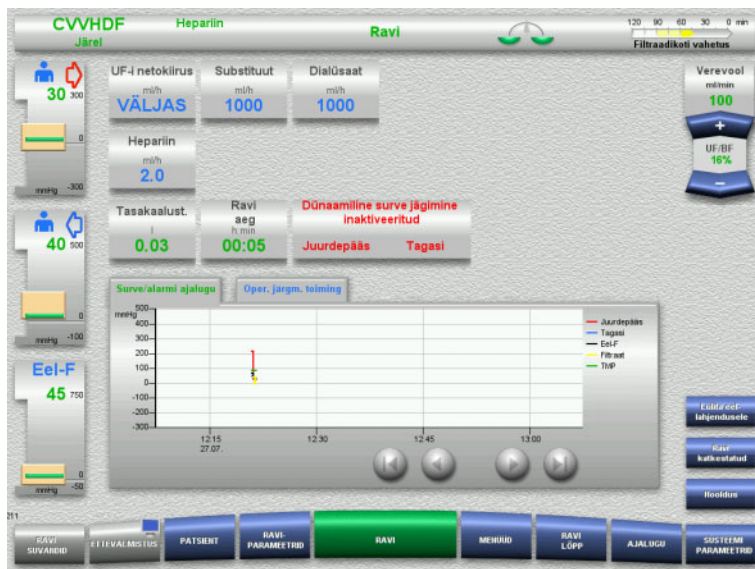 CVVHDF Hepariin
Järel
Ravi
120 90 60 30 0 min
Filtraadikoti vahetus
30 300
0
mmHg -300
UF-i netokiirus
ml/h
VÄLJAS
Substituut
ml/h
1000
Dialüsaat
ml/h
1000
Verevool
ml/min
100
+
UF/BF
16%
–
Hepariin
ml/h
2.0
40 500
0
mmHg -100
Tasakaalust.
l
0.03
Ravi
aeg
h:min
00:05
Dünaamiline surve jägimine
inaktiveeritud
Juurdepääs Tagasi
Surve/alarmi ajalugu
Oper. järgm. toiming
mmHg
500
400
300
200
100
0
-100
-200
-300
12:15 12:30 12:45 13:00
27.07.
Juurdepääs
Tagasi
Eel-F
Filtraat
TMP
Eel-F
45 750
0
mmHg -50
Lülita eel-
lahjendusele
Ravi
katkestatud
Hooldus
211
RAVI
SUVANDID
ETTEVALMISTUS
PATSIENT
RAVI-
PARAMEETRID
RAVI
MENÜÜD
RAVI
LÕPP
AJALUGU
SÜSTEEMI
PARAMEETRID